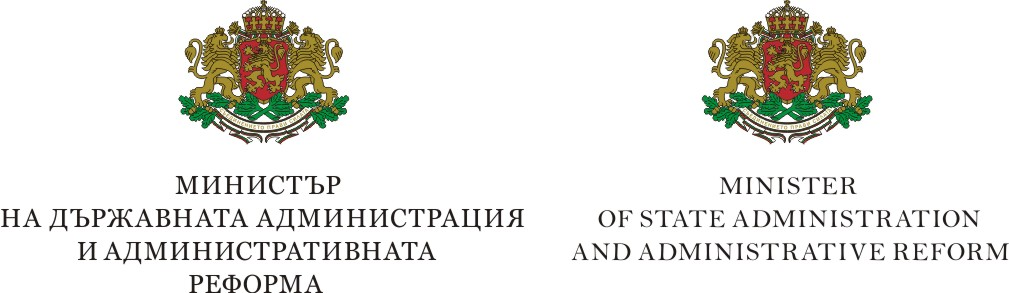 МИНИСТЪР
НА ДЪРЖАВНАТА АДМИНИСТРАЦИЯ
И АДМИНИСТРАТИВНАТА
РЕФОРМА
MINISTER
OF STATE ADMINISTRATION
AND ADMINISTRATIVE REFORM